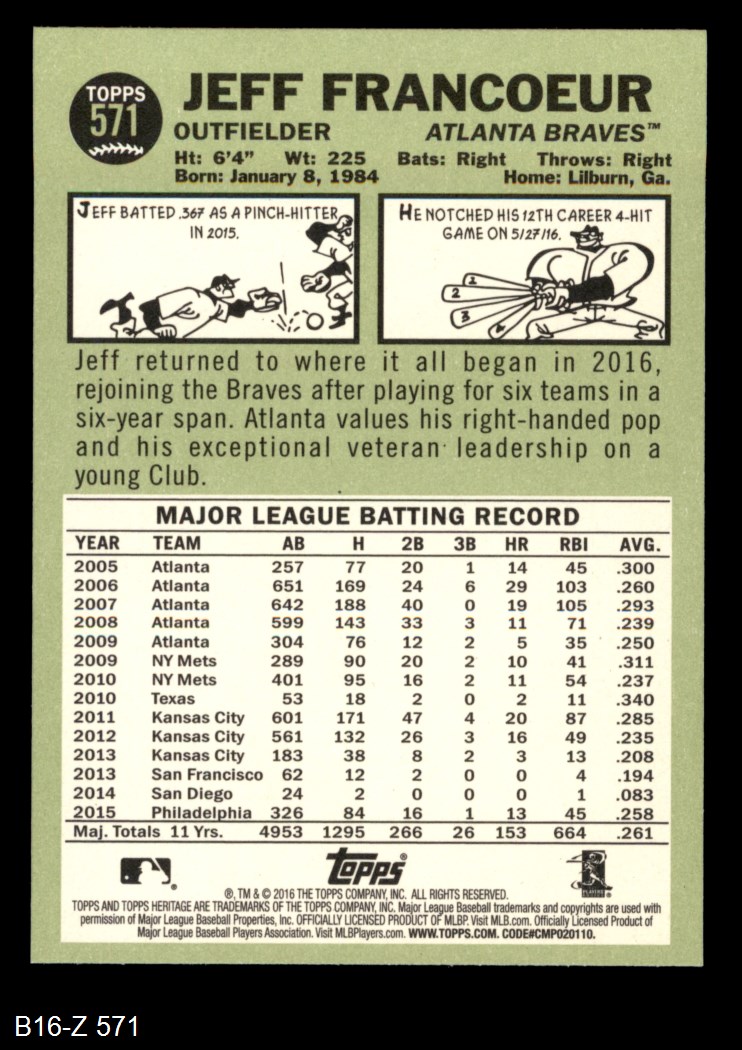 TOPPS
571
JEFF FRANCOEUR
OUTFIELDER ATLANTA BRAVES™
Ht: 6'4" Wt: 225 Bats: Right Throws: Right
Born: January 8, 1984 Home: Lilburn, Ga.
JEFF BATTED .367 AS A PINCH-HITTER
IN 2015.
HE NOTCHED HIS 12TH CAREER 4-HIT
GAME ON 5/27/16.
1
2
3
4
Jeff returned to where it all began in 2016,
rejoining the Braves after playing for six teams in a
six-year span. Atlanta values his right-handed pop
and his exceptional veteran leadership on a
young Club.
MAJOR LEAGUE BATTING RECORD
YEAR TEAM AB H 2B 3B HR RBI AVG.
2005 Atlanta 257 77 20 1 14 45 .300
2006 Atlanta 651 169 24 6 29 103 .260
2007 Atlanta 642 188 40 0 19 105 .293
2008 Atlanta 599 143 33 3 11 71 .239
2009 Atlanta 304 76 12 2 5 35 .250
2009 NY Mets 289 90 20 2 10 41 .311
2010 NY Mets 401 95 16 2 11 54 .237
2010 Texas 53 18 2 0 2 11 .340
2011 Kansas City 601 171 47 4 20 87 .285
2012 Kansas City 561 132 26 3 16 49 .235
2013 Kansas City 183 38 8 2 3 13 .208
2013 San Francisco 62 12 2 0 0 4 .194
2014 San Diego 24 2 0 0 0 1 .083
2015 Philadelphia 326 84 16 1 13 45 .258
Maj. Totals 11 Yrs. 4953 1295 266 26 153 664 .261
Topps®
PLAYERS
®, TM & © 2016 THE TOPPS COMPANY, INC. ALL RIGHTS RESERVED.
TOPPS AND TOPPS HERITAGE ARE TRADEMARKS OF THE TOPPS COMPANY, INC. Major League Baseball trademarks and copyrights are used with
permission of Major League Baseball Properties, Inc. OFFICIALLY LICENSED PRODUCT OF MLBP. Visit MLB.com. Officially Licensed Product of
Major League Baseball Players Association. Visit MLBPlayers.com. WWW.TOPPS.COM. CODE#CMP020110.
B16-Z 571